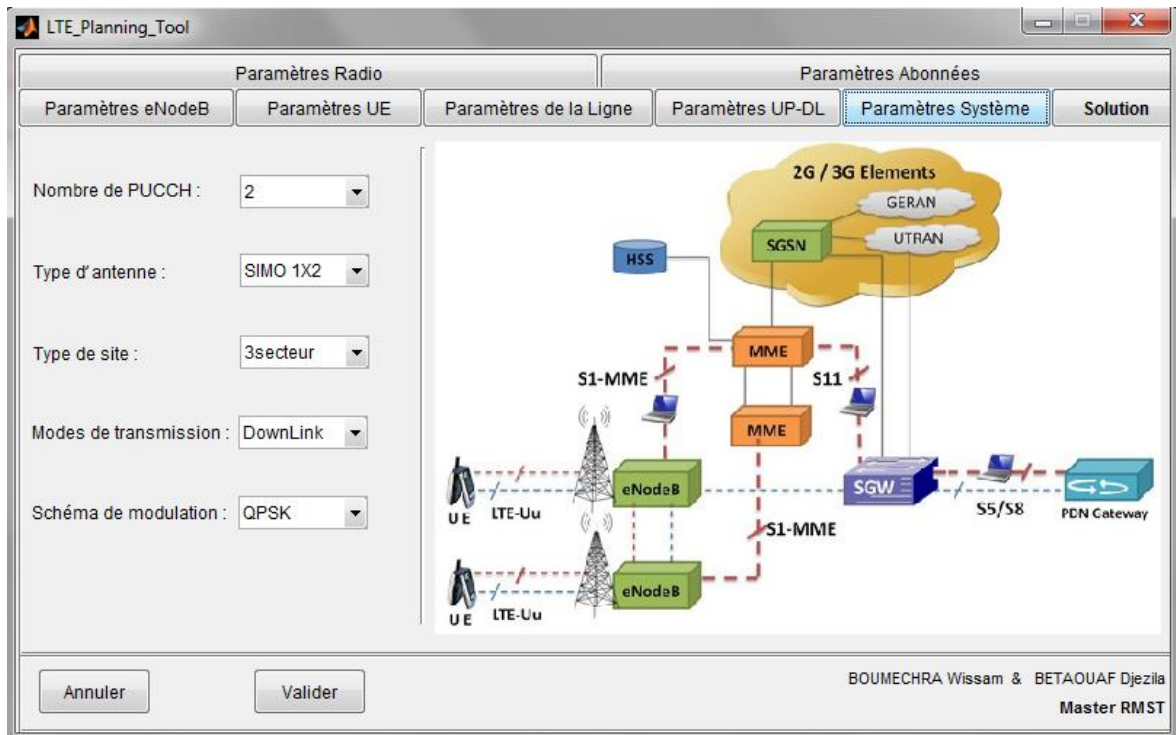 LTE_Planning_Tool
Paramètres Radio
Paramètres Abonnées
Paramètres eNodeB
Paramètres UE
Paramètres de la Ligne
Paramètres UP-DL
Paramètres Système
Solution
Nombre de PUCCH :
2
Type d'antenne :
SIMO 1X2
Type de site :
3secteur
Modes de transmission :
DownLink
Schéma de modulation :
QPSK
2G / 3G Elements
GERAN
UTRAN
SGSN
HSS
MME
S1-MME
S11
MME
eNodeB
SGW
UE
LTE-Uu
S5/S8
PDN Gateway
S1-MME
eNodeB
UE
LTE-Uu
Annuler
Valider
BOUMECHRA Wissam & BETAOUAF Djezila
Master RMST